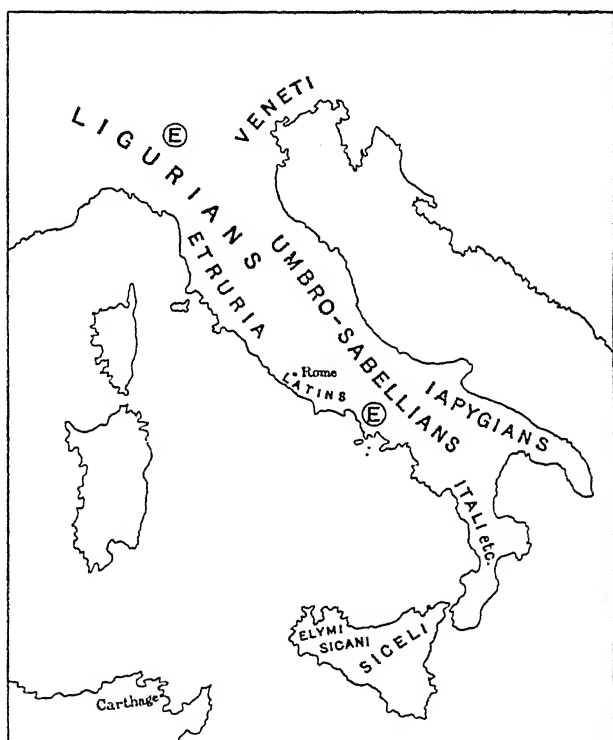 VENETI
LIGURIANS
E
ETRURIA
UMBRO-SABELLIANS
Rome
LATINS
E
IAPYGIANS
ITALI etc.
ELYMI
SICANI
SICELI
Carthage